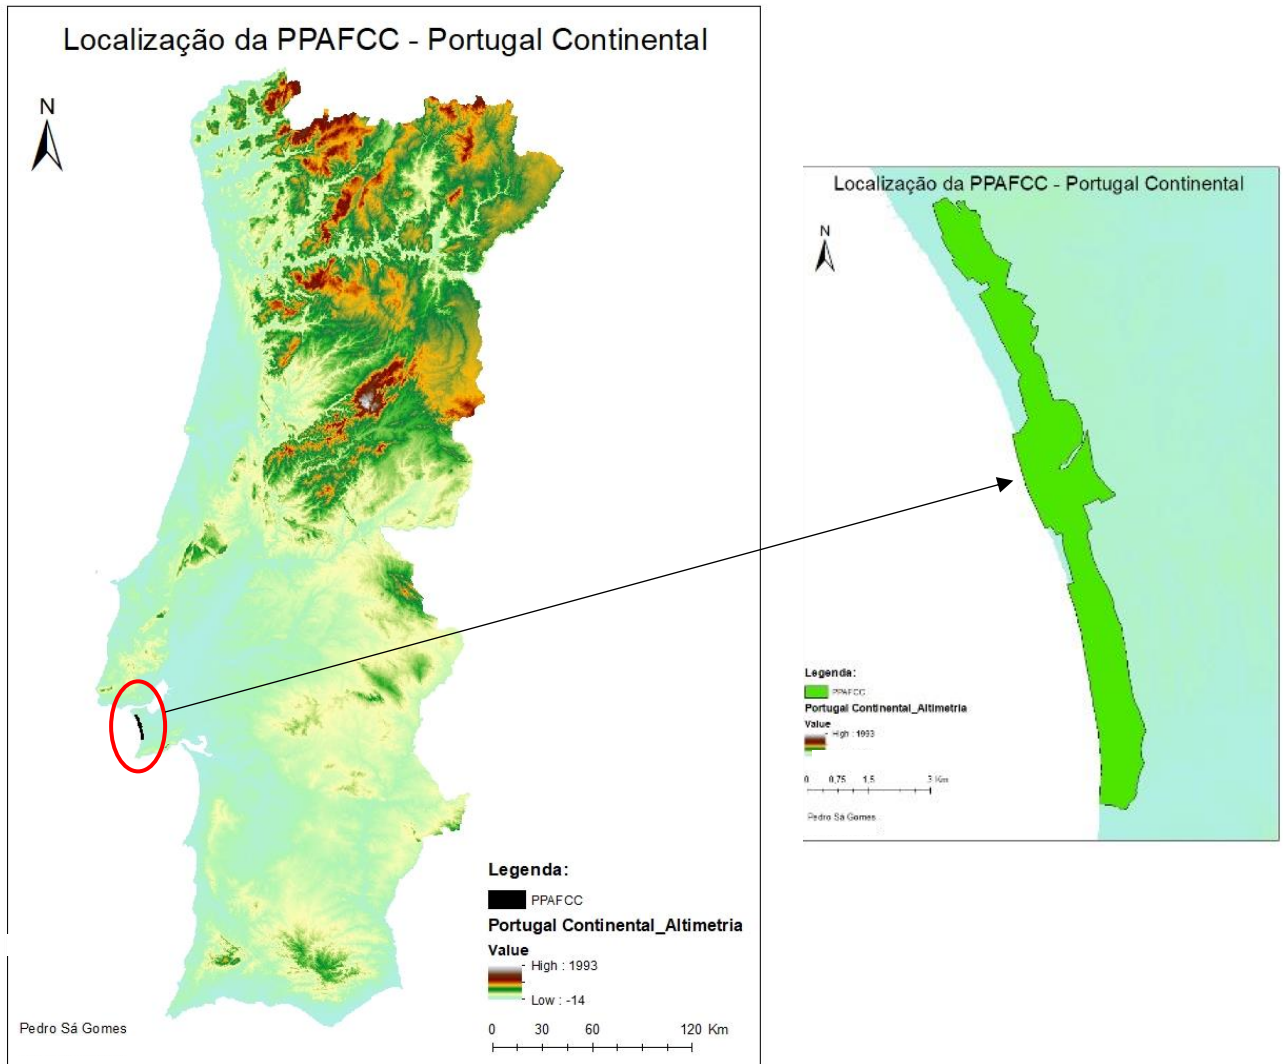 Localização da PPAFCC - Portugal Continental
N
Legenda:
PPAFCC
Portugal Continental_Altimetria
Value
High : 1993
Low : -14
Pedro Sá Gomes
0 30 60 120 Km
Localização da PPAFCC - Portugal Continental
N
Legenda:
PPAFCC
Portugal Continental_Altimetria
Value
High : 1993
0 0,75 1,5 3 Km
Pedro Sá Gomes